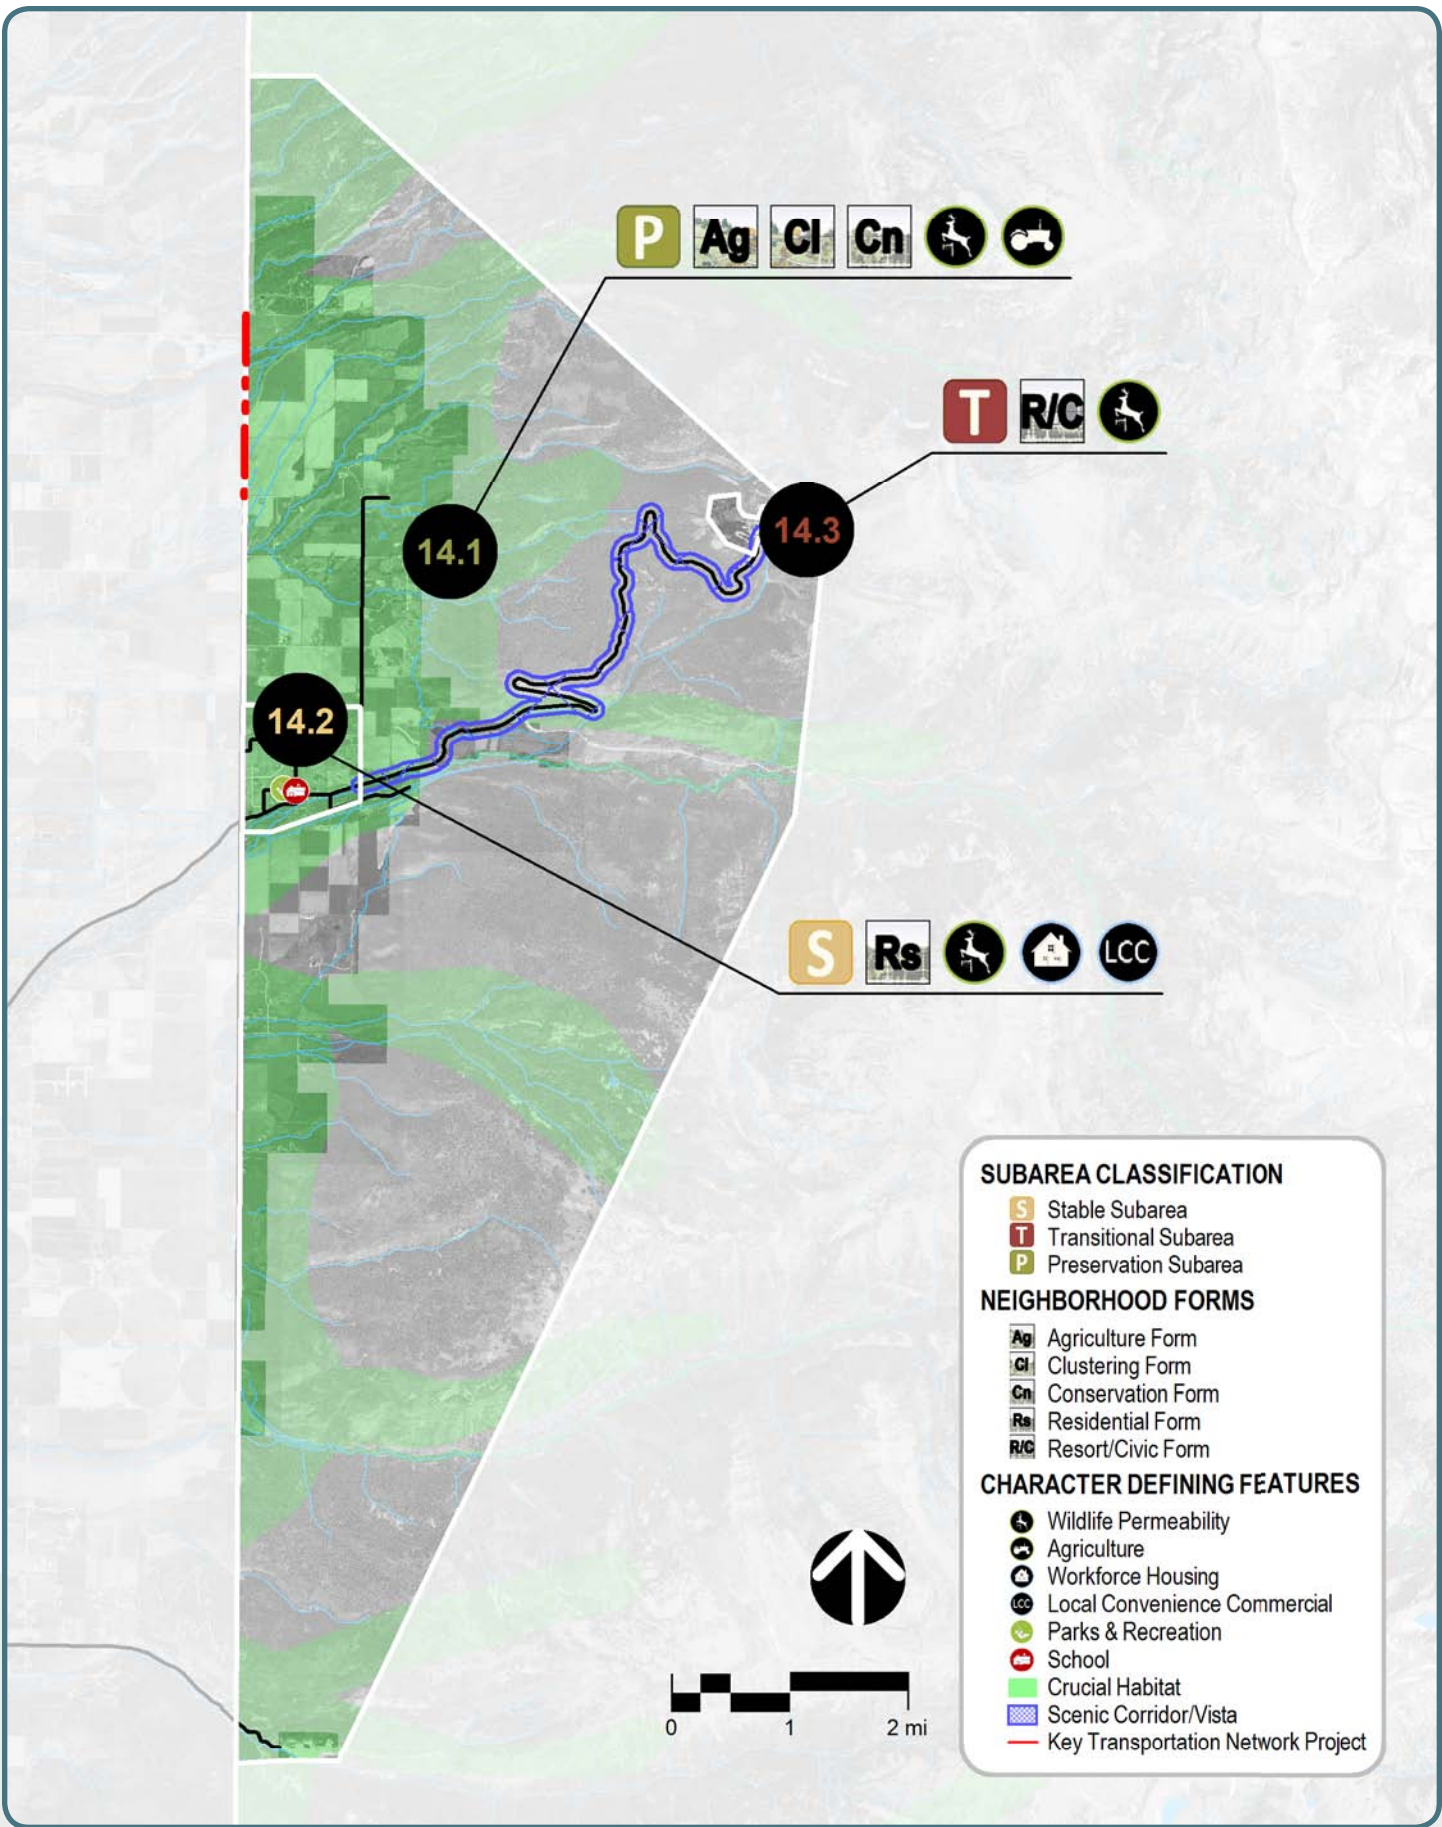 P Ag Cl Cn
T R/C
14.3
14.1
14.2
S Rs LCC
SUBAREA CLASSIFICATION
S Stable Subarea
T Transitional Subarea
P Preservation Subarea
NEIGHBORHOOD FORMS
Ag Agriculture Form
Cl Clustering Form
Cn Conservation Form
Rs Residential Form
R/C Resort/Civic Form
CHARACTER DEFINING FEATURES
Wildlife Permeability
Agriculture
Workforce Housing
LCC Local Convenience Commercial
Parks & Recreation
School
Crucial Habitat
Scenic Corridor/Vista
Key Transportation Network Project
0 1 2 mi